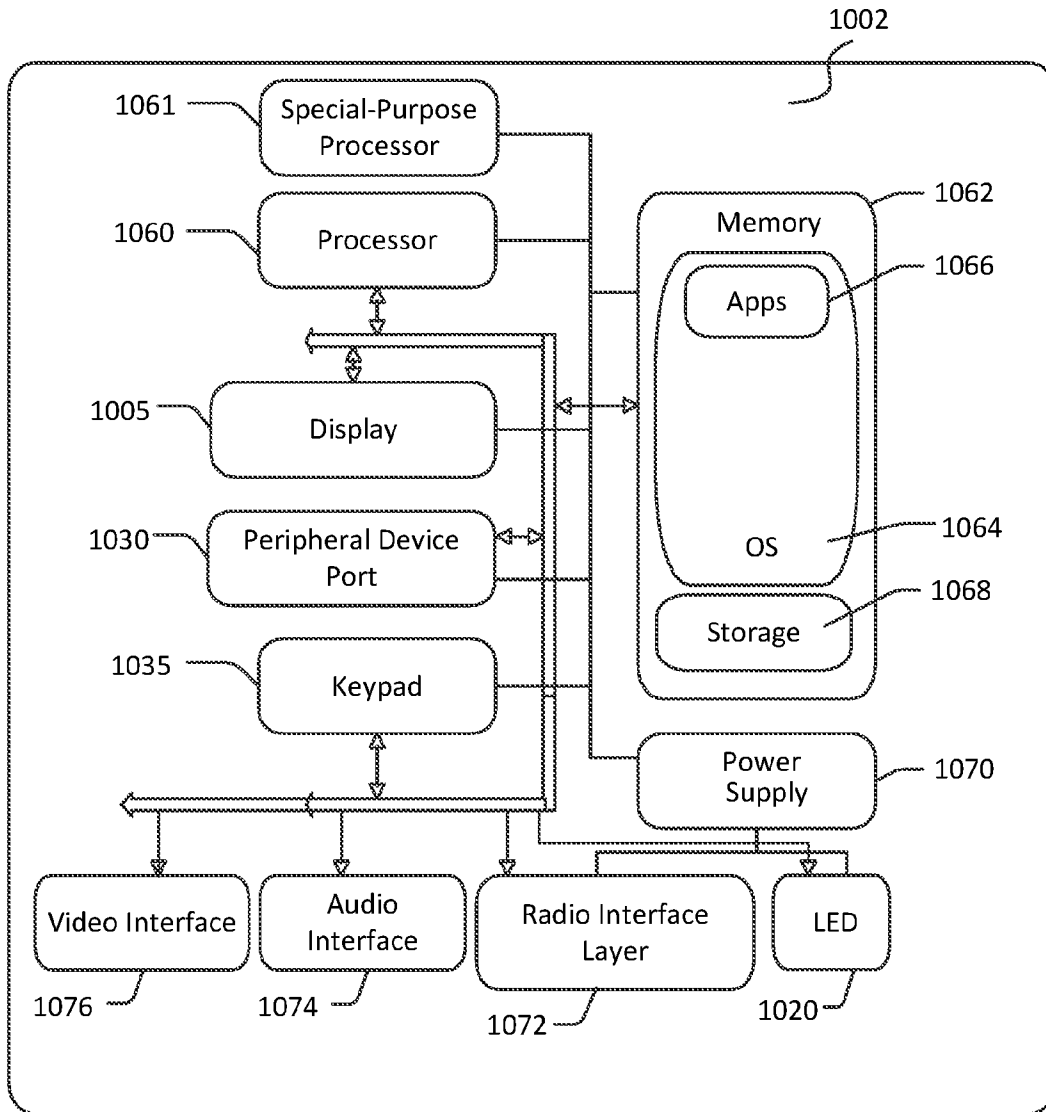 1002
1061
Special-Purpose
Processor
1062
Memory
1060
Processor
1066
Apps
1005
Display
1030
Peripheral Device
Port
1064
OS
1068
Storage
1035
Keypad
1070
Power
Supply
Video Interface
Audio
Interface
Radio Interface
Layer
LED
1076
1074
1072
1020